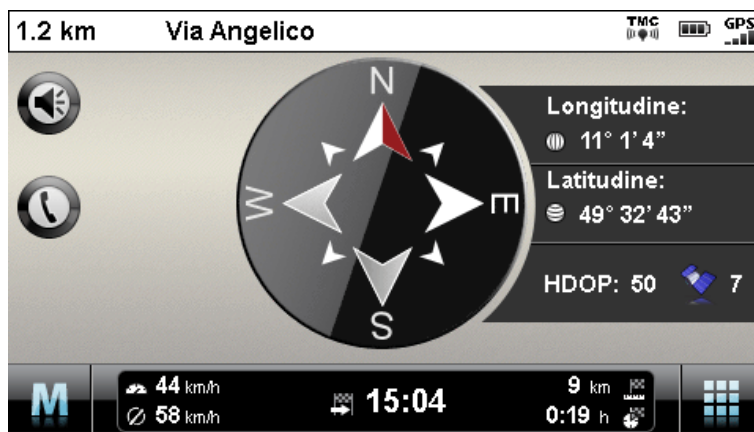 1.2 km Via Angelico TMC GPS
N
W
E
S
Longitudine:
11° 1' 4”
Latitudine:
49° 32' 43”
HDOP: 50 7
M
44 km/h
Ø 58 km/h
15:04
9 km
0:19 h